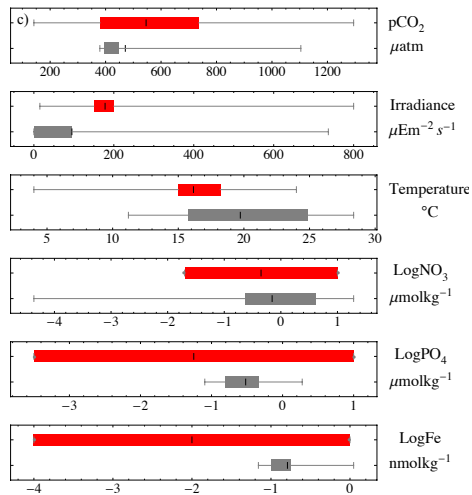 c)
pCO₂
μatm
200 400 600 800 1000 1200
Irradiance
μEm⁻² s⁻¹
0 200 400 600 800
Temperature
°C
5 10 15 20 25 30
LogNO₃
μmolkg⁻¹
-4 -3 -2 -1 0 1
LogPO₄
μmolkg⁻¹
-3 -2 -1 0 1
LogFe
nmolkg⁻¹
-4 -3 -2 -1 0